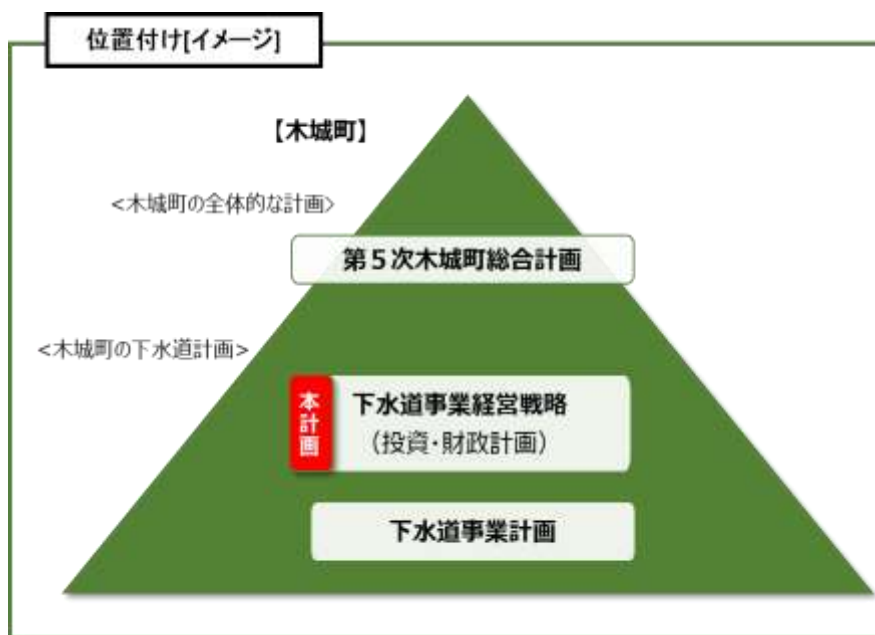 位置付け[イメージ]
【木城町】
<木城町の全体的な計画>
第５次木城町総合計画
<木城町の下水道計画>
本計画
下水道事業経営戦略
（投資・財政計画）
下水道事業計画